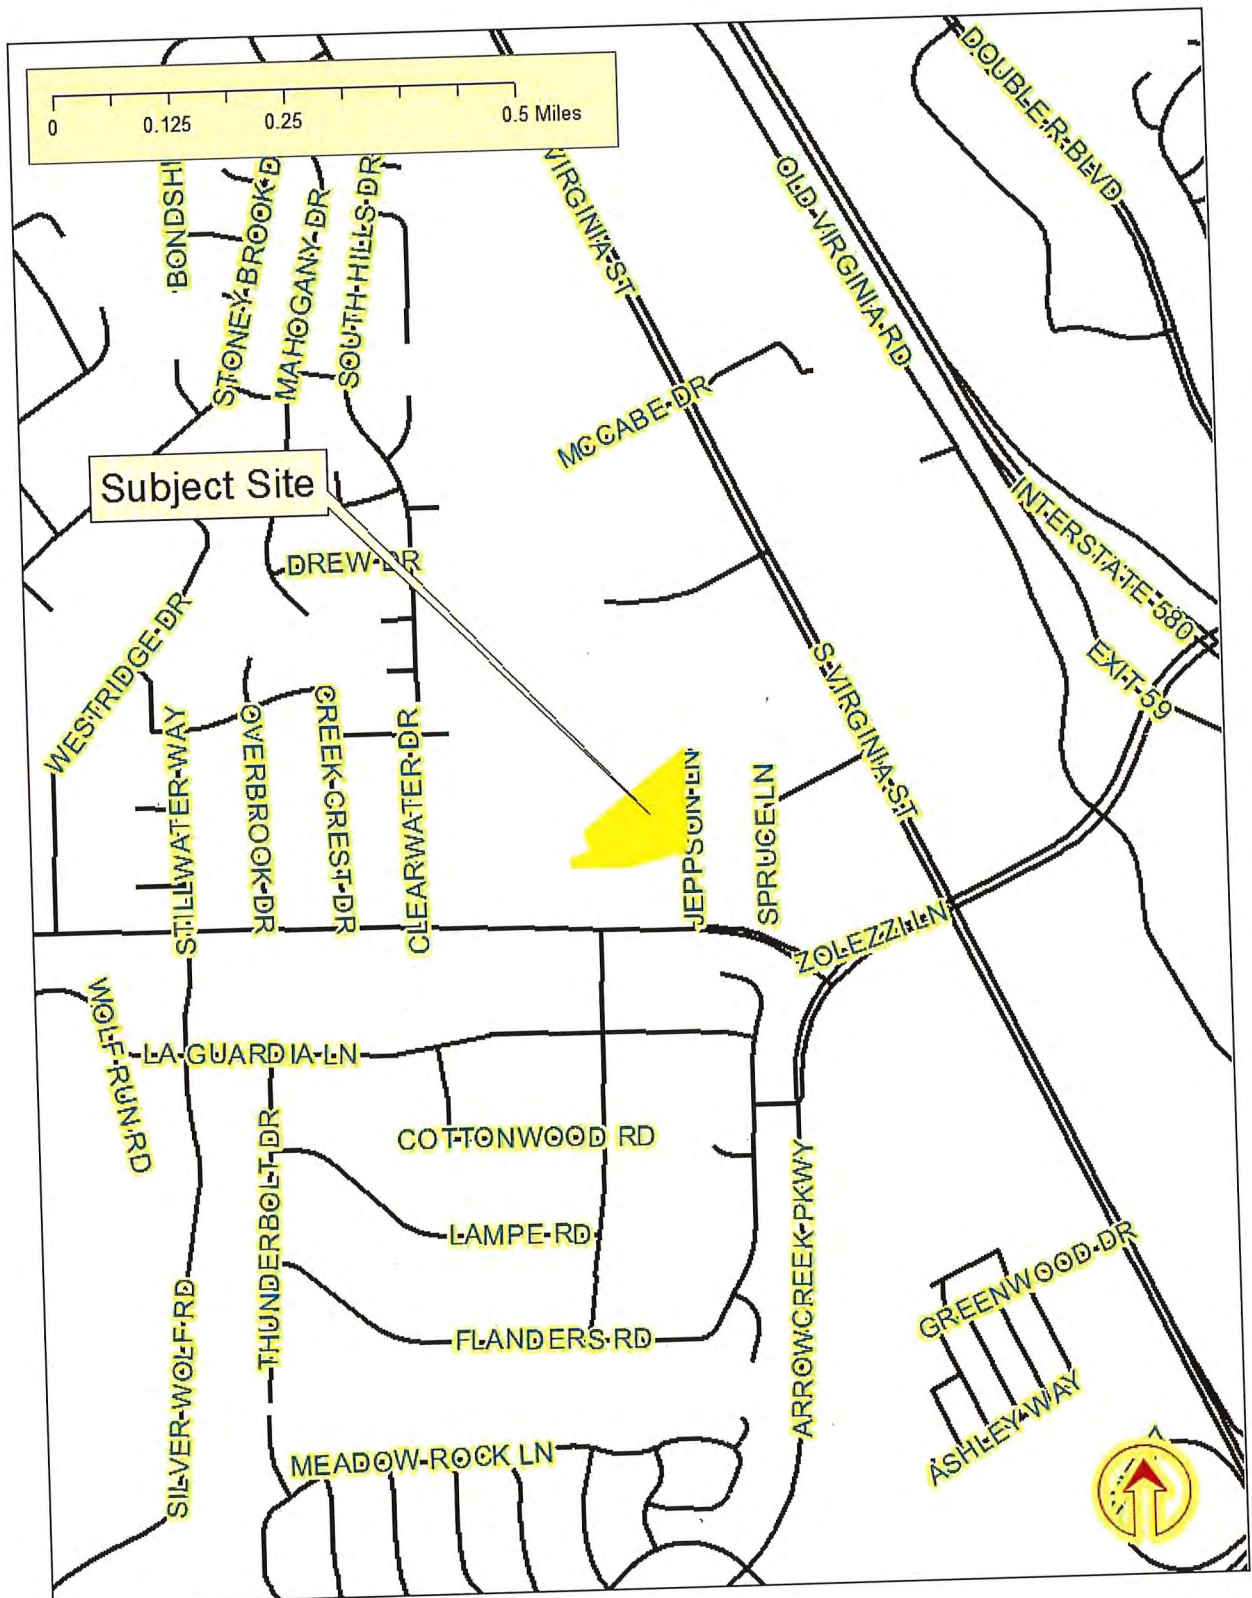 0 0.125 0.25 0.5 Miles
DOUBLE R BLVD
BONDSHI
STONEY BROOK D
MAHOGANY DR
SOUTH HILLS DR
VIRGINIA ST
OLD VIRGINIA RD
MCCABE DR
Subject Site
INTERSTATE 580
DREW DR
WESTRIDGE DR
EXIT 59
S VIRGINIA ST
STILLWATER WAY
OVERBROOK DR
CREEK CREST DR
CLEARWATER DR
JEPPSON LN
SPRUCE LN
ZOLEZZI LN
WOLF RUN RD
LA GUARDIA LN
COTTONWOOD RD
THUNDERBOLT DR
LAMPE RD
ARROWCREEK PKWY
GREENWOOD DR
SILVER WOLF RD
FLANDERS RD
ASHLEY WAY
MEADOW ROCK LN